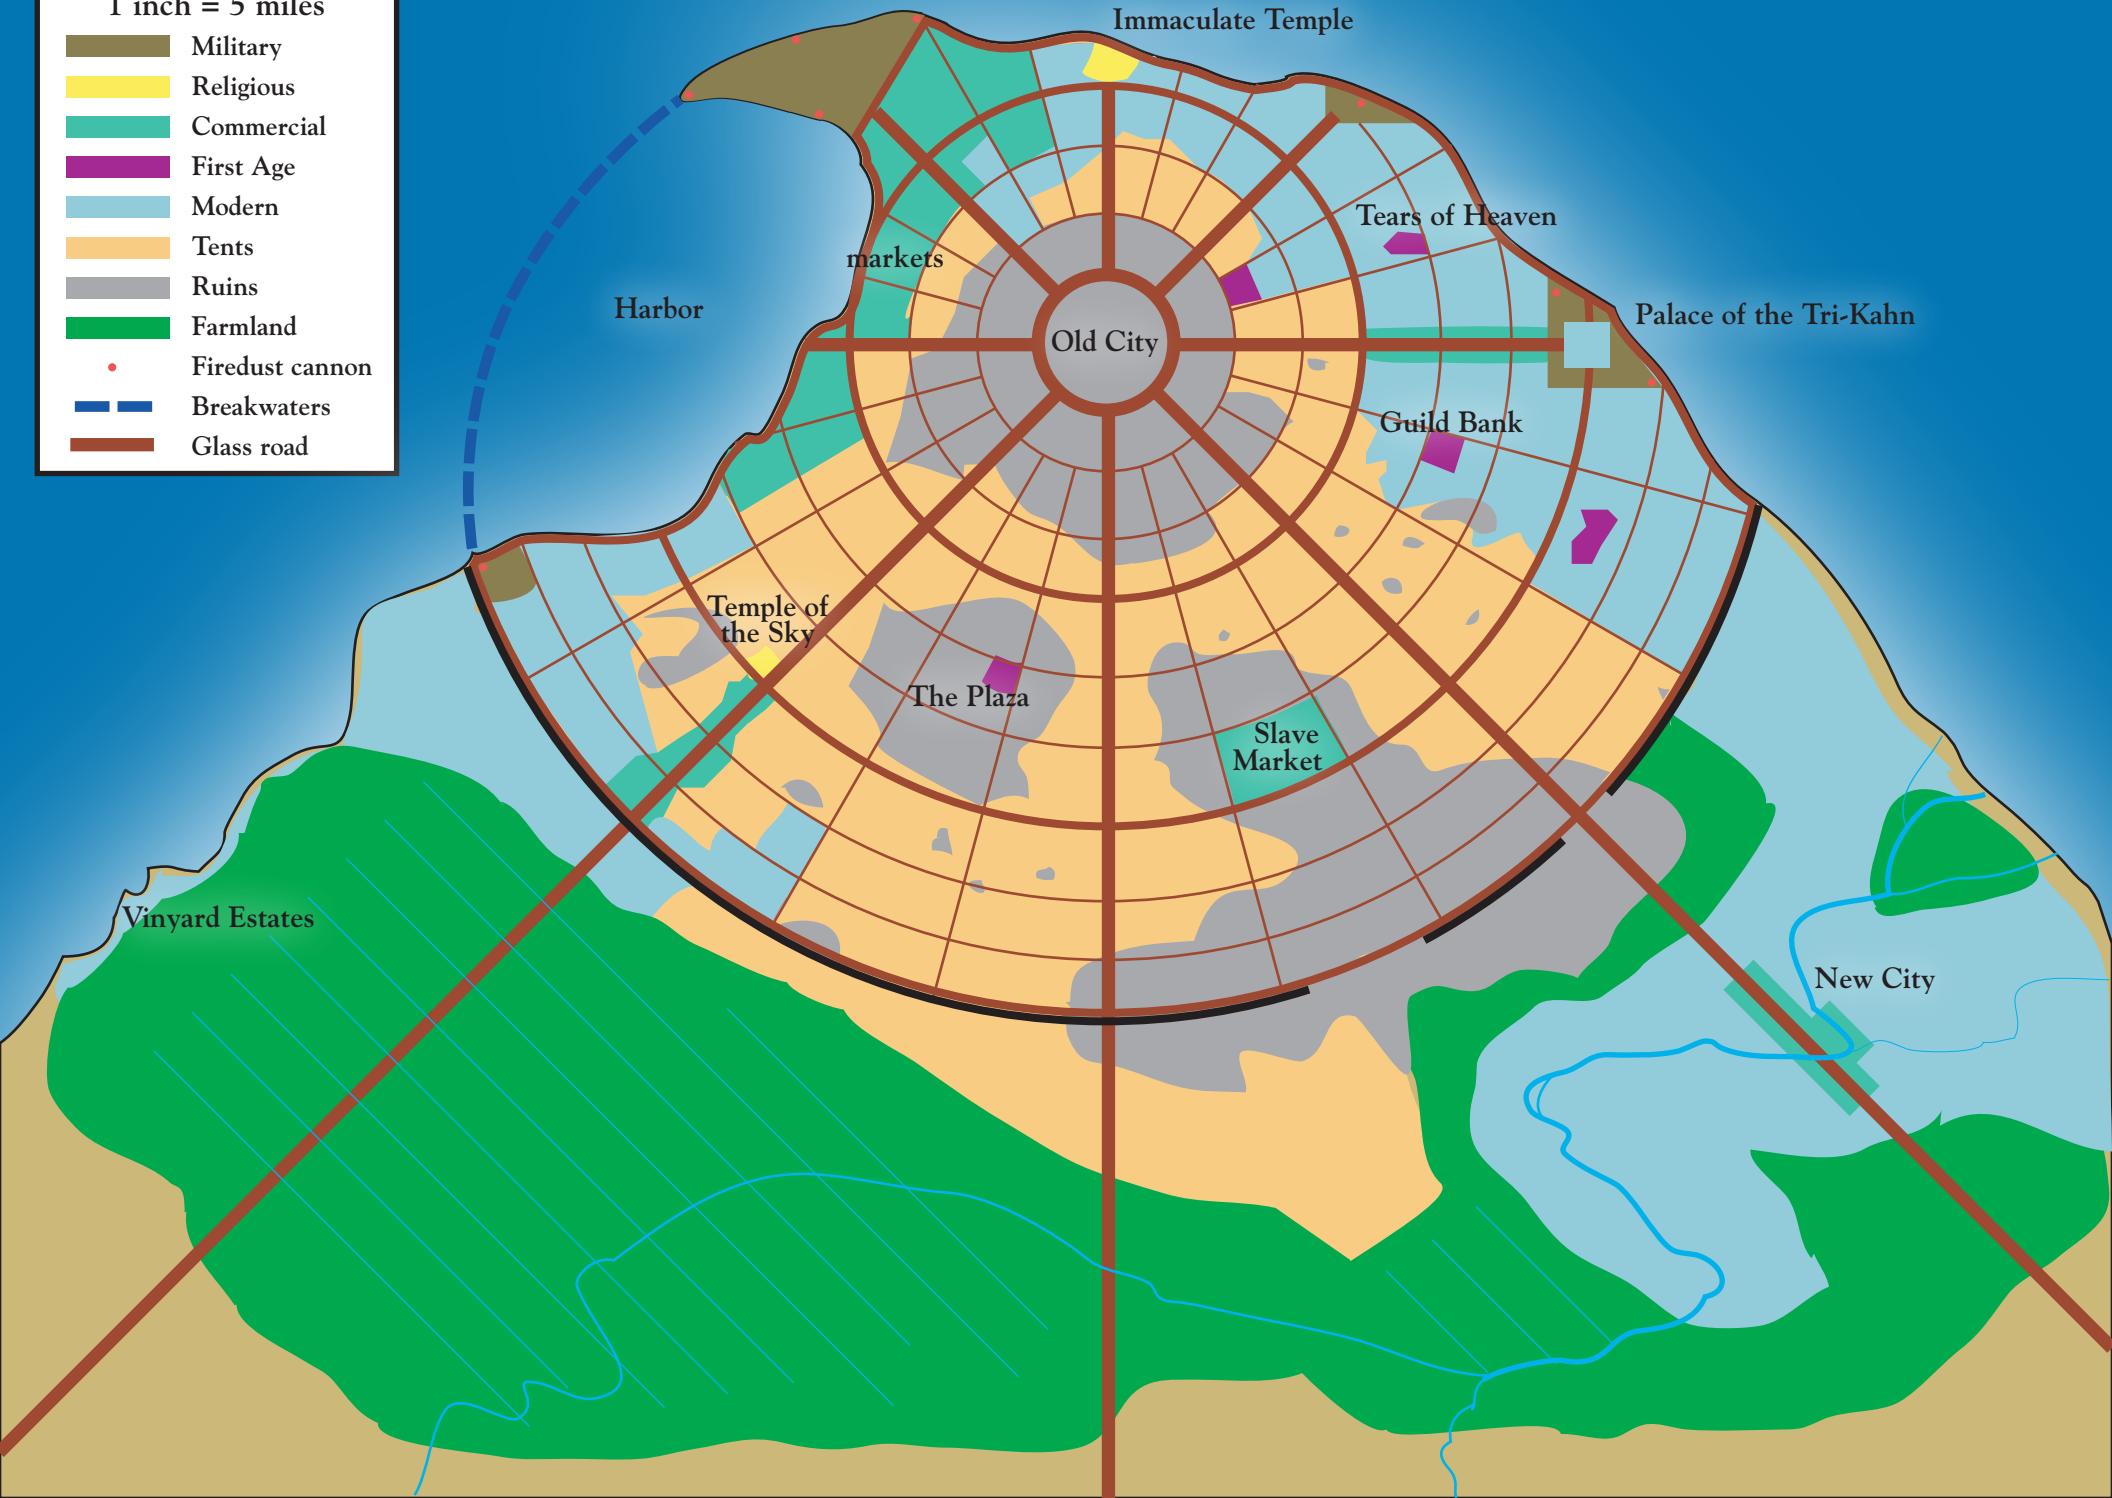 1 inch = 5 miles
Military
Religious
Commercial
First Age
Modern
Tents
Ruins
Farmland
Firedust cannon
Breakwaters
Glass road
Immaculate Temple
Tears of Heaven
markets
Harbor
Palace of the Tri-Kahn
Old City
Guild Bank
Temple of
the Sky
The Plaza
Slave
Market
Vinyard Estates
New City